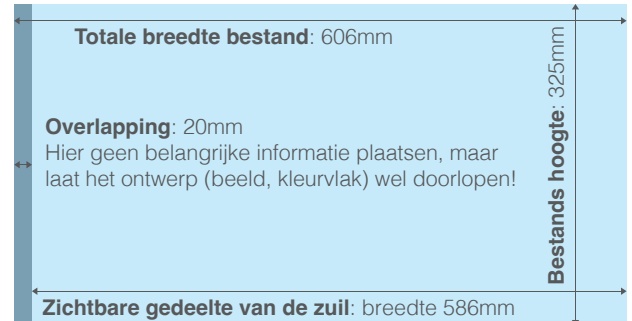 Totale breedte bestand: 606mm
Bestands hoogte: 325mm
Overlapping: 20mm
Hier geen belangrijke informatie plaatsen, maar
laat het ontwerp (beeld, kleurvlak) wel doorlopen!
Zichtbare gedeelte van de zuil: breedte 586mm